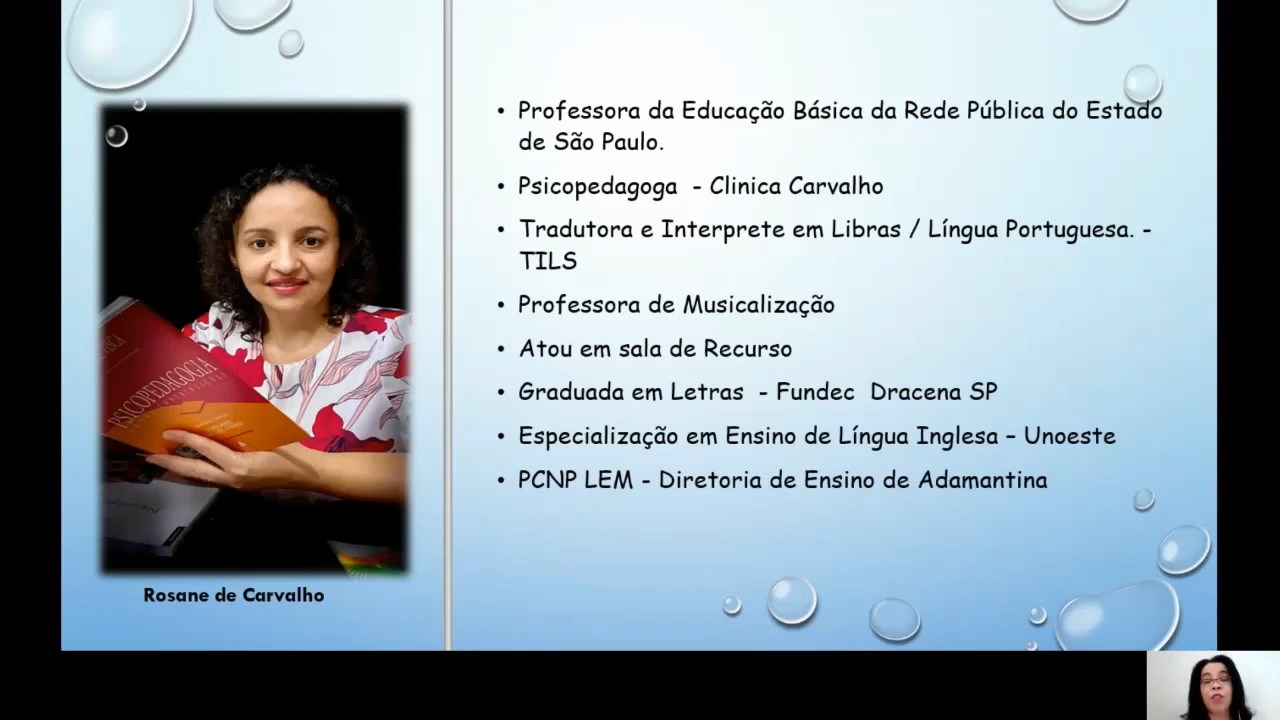 Professora da Educação Básica da Rede Pública do Estado
de São Paulo.
Psicopedagoga - Clinica Carvalho
Tradutora e Interprete em Libras / Língua Portuguesa. -
TILS
Professora de Musicalização
Atou em sala de Recurso
Graduada em Letras - Fundec Dracena SP
Especialização em Ensino de Língua Inglesa – Unoeste
PCNP LEM - Diretoria de Ensino de Adamantina
PSICOPEDAGOGIA
Rosane de Carvalho